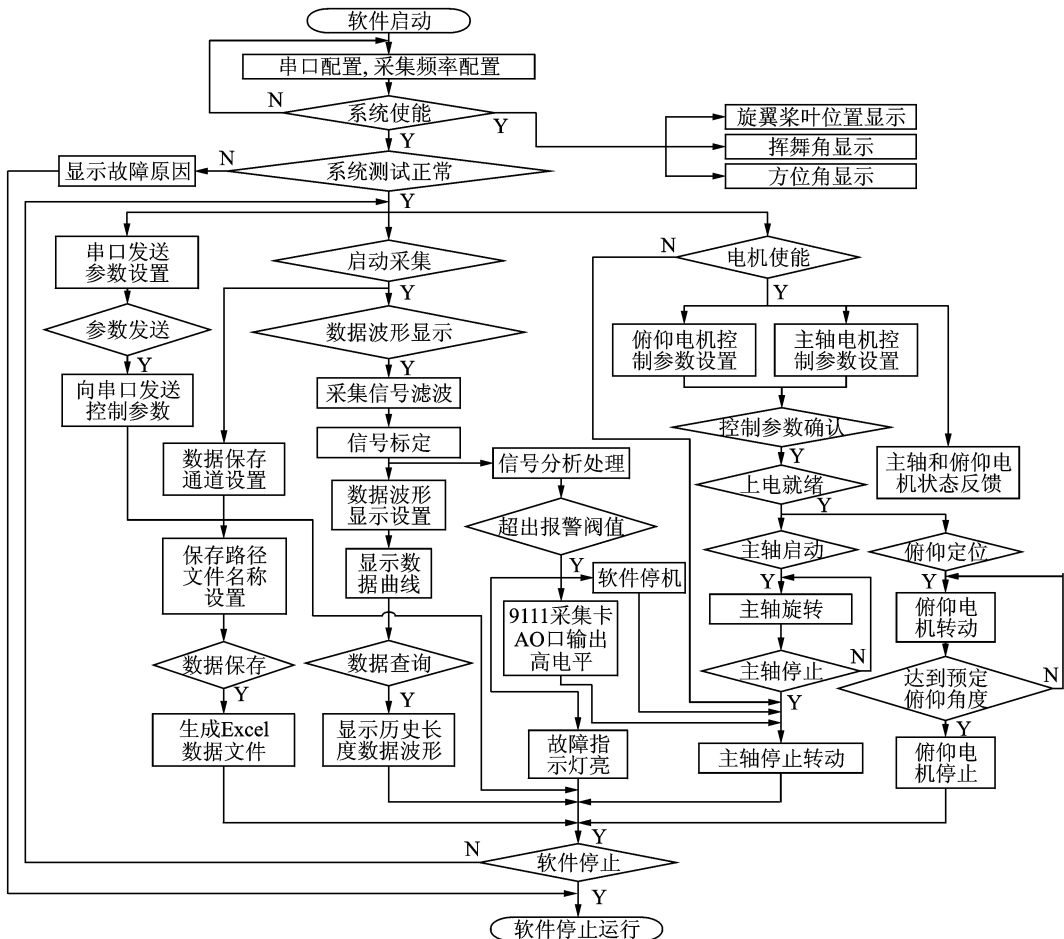 软件启动
串口配置, 采集频率配置
N
系统使能
Y
Y
旋翼桨叶位置显示
挥舞角显示
方位角显示
显示故障原因
N
系统测试正常
Y
串口发送
参数设置
启动采集
Y
N
电机使能
Y
参数发送
Y
数据波形显示
Y
俯仰电机控
制参数设置
主轴电机控
制参数设置
向串口发送
控制参数
采集信号滤波
控制参数确认
Y
信号标定
数据保存
通道设置
信号分析处理
上电就绪
Y
主轴和俯仰电
机状态反馈
数据波形
显示设置
超出报警阀值
Y
保存路径
文件名称
设置
显示数
据曲线
软件停机
主轴启动
Y
俯仰定位
Y
9111采集卡
AO口输出
高电平
主轴旋转
俯仰电
机转动
数据保存
Y
数据查询
Y
主轴停止
N
Y
达到预定
俯仰角度
N
Y
生成Excel
数据文件
显示历史长
度数据波形
故障指
示灯亮
主轴停止转动
俯仰电
机停止
Y
N
软件停止
Y
软件停止运行